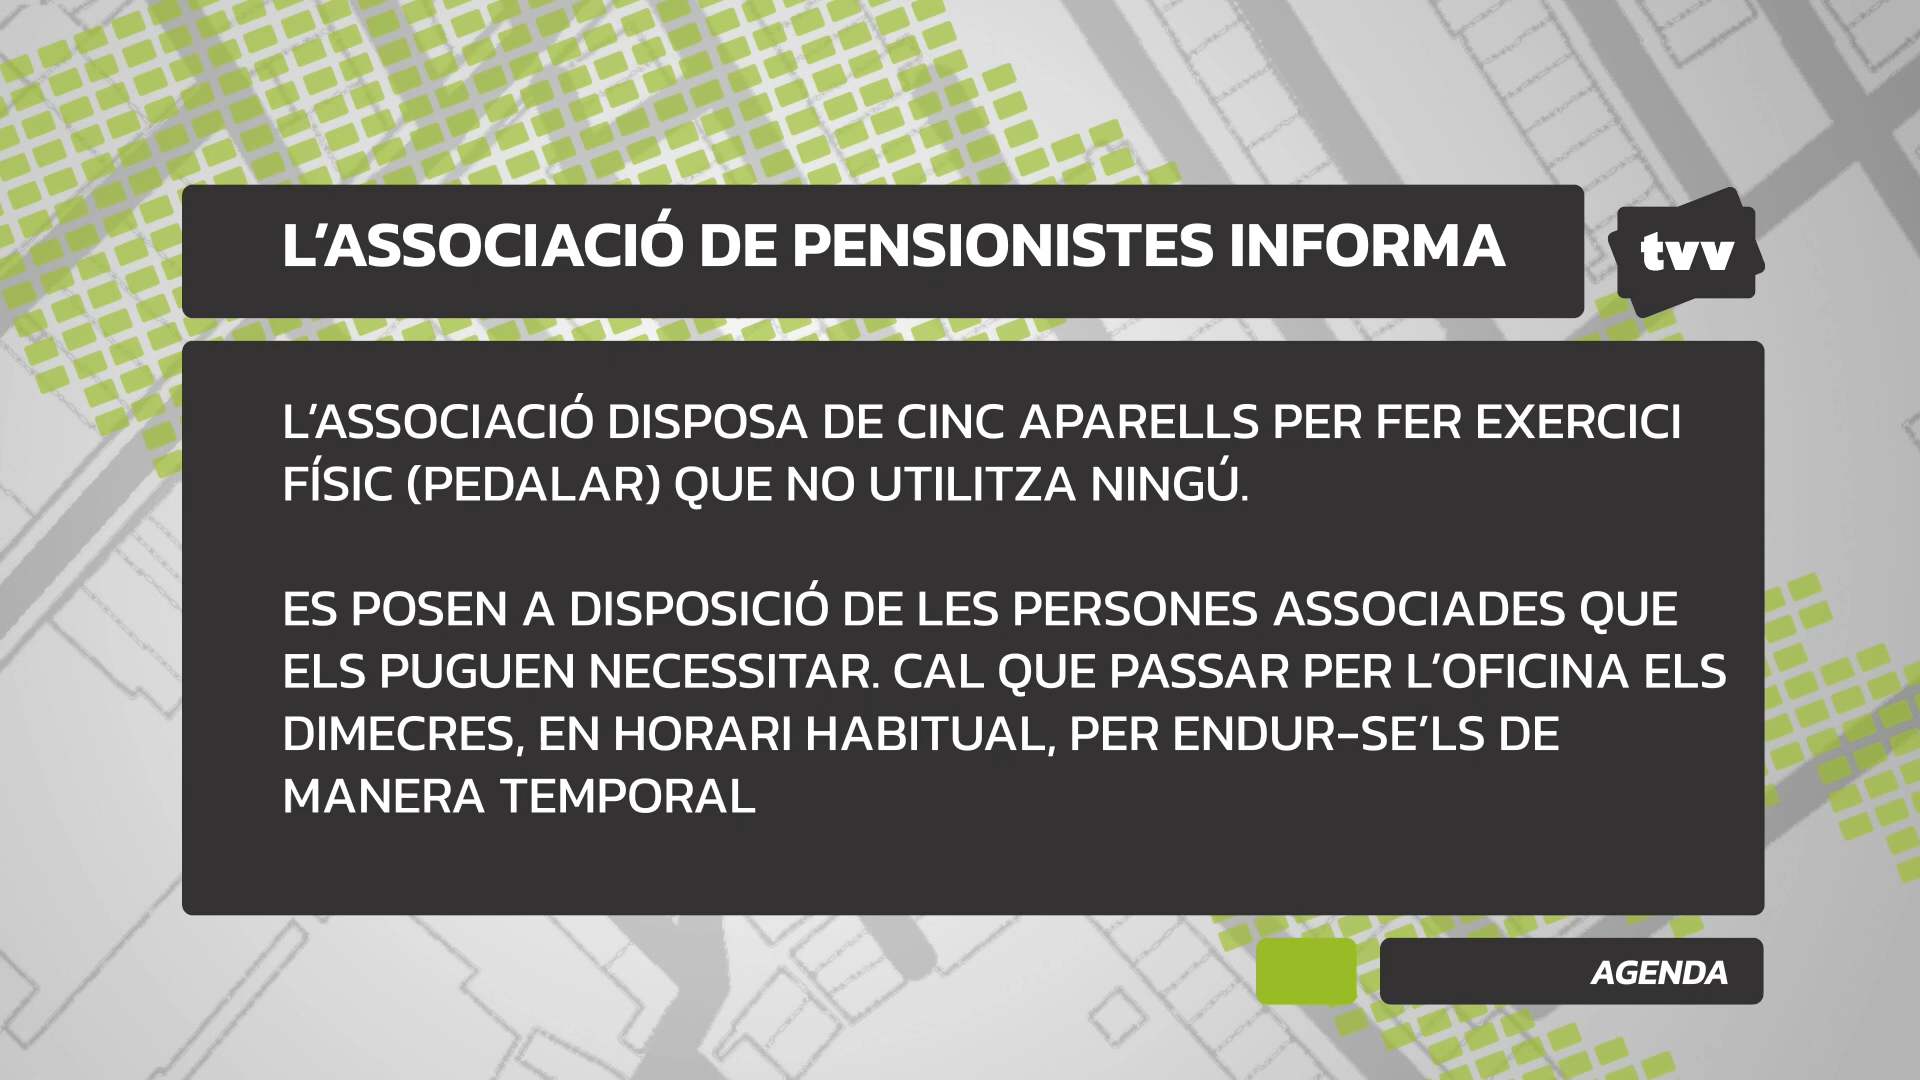 L'ASSOCIACIÓ DE PENSIONISTES INFORMA
tvv
L'ASSOCIACIÓ DISPOSA DE CINC APARELLS PER FER EXERCICI
FÍSIC (PEDALAR) QUE NO UTILITZA NINGÚ.
ES POSEN A DISPOSICIÓ DE LES PERSONES ASSOCIADES QUE
ELS PUGUEN NECESSITAR. CAL QUE PASSAR PER L'OFICINA ELS
DIMECRES, EN HORARI HABITUAL, PER ENDUR-SE'LS DE
MANERA TEMPORAL
AGENDA